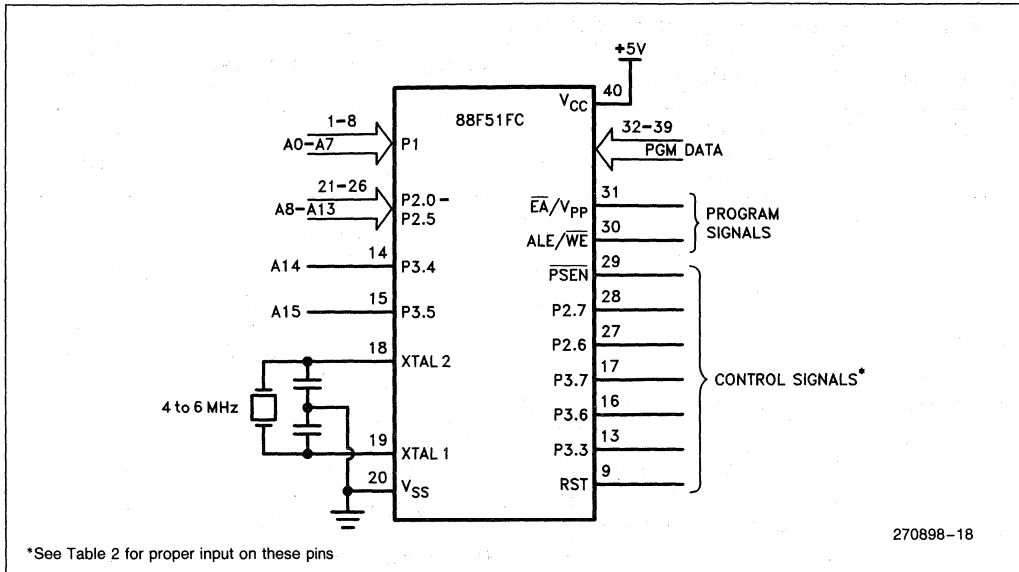 +5V
40
VCC
88F51FC
1-8
A0-A7
P1
32-39
PGM DATA
21-26
A8-A13
P2.0-
P2.5
31
EA/VPP
30
ALE/WE
PROGRAM
SIGNALS
14
A14
P3.4
29
PSEN
15
A15
P3.5
28
P2.7
27
P2.6
18
XTAL 2
17
P3.7
CONTROL SIGNALS*
4 to 6 MHz
16
P3.6
19
XTAL 1
13
P3.3
20
VSS
9
RST
270898-18
*See Table 2 for proper input on these pins